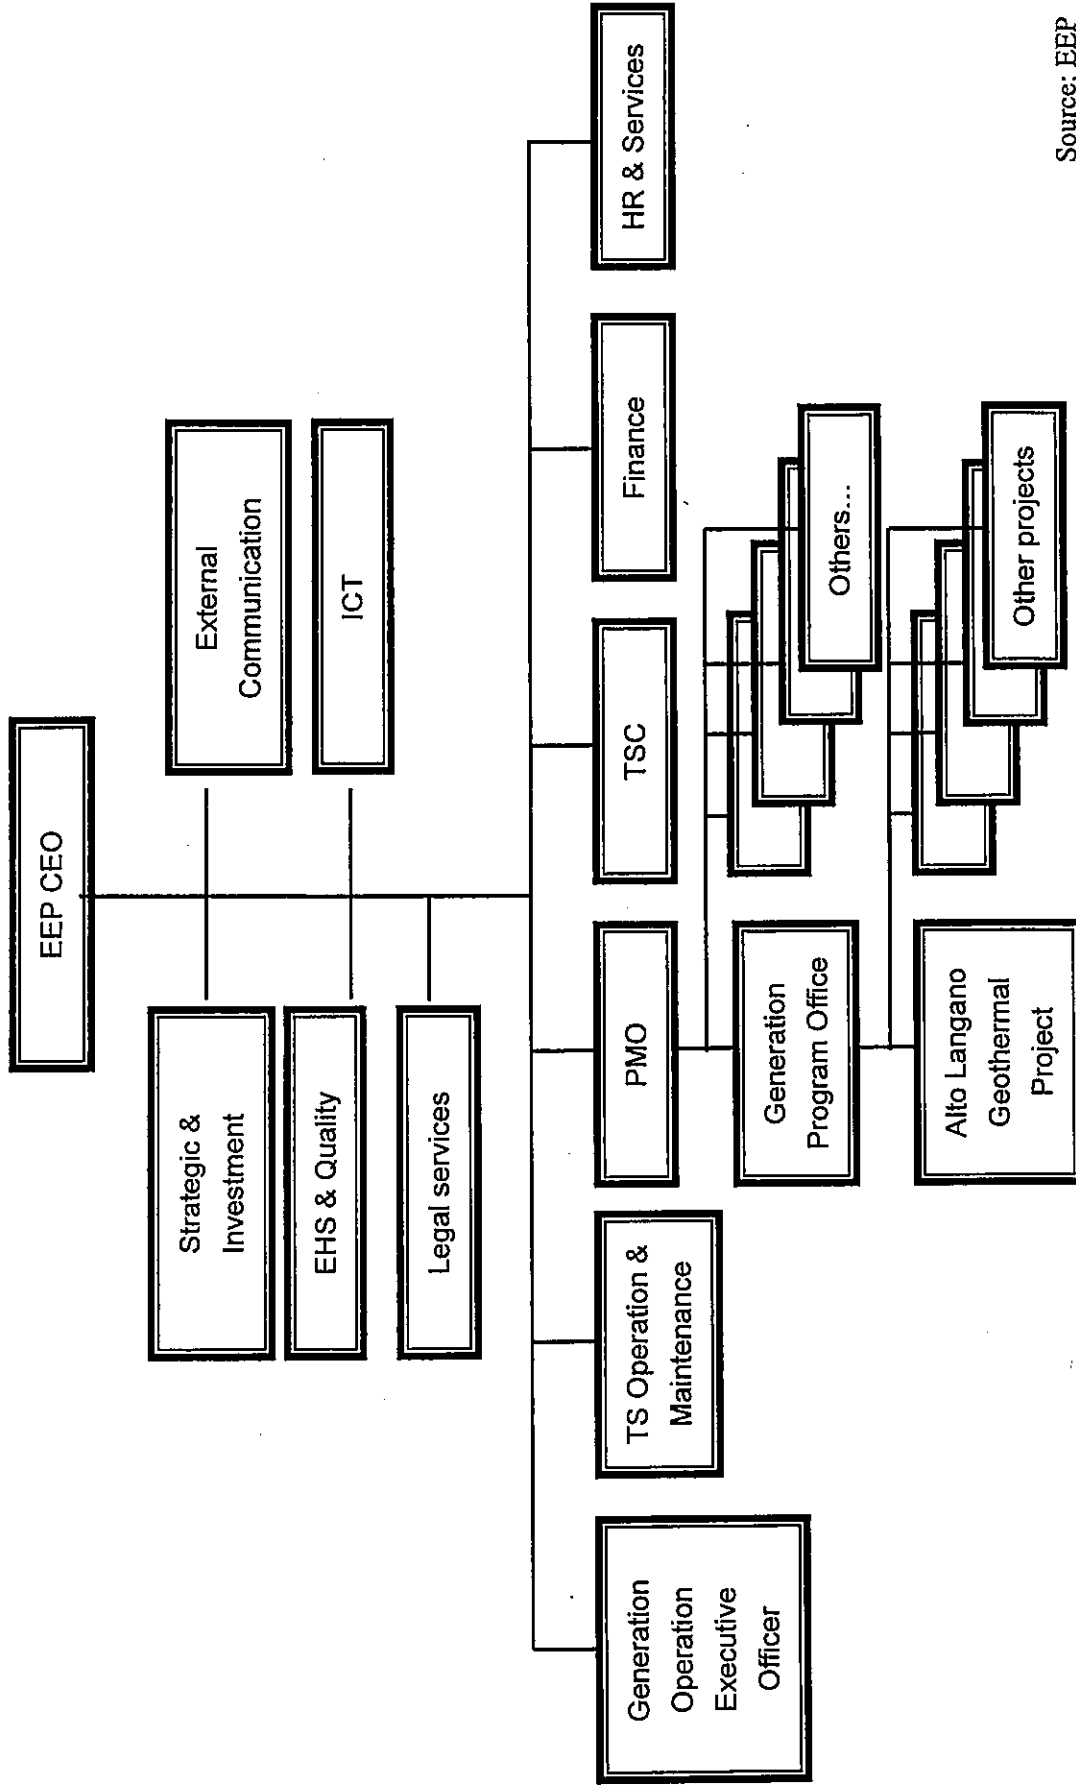 EEP CEO
Strategic &
Investment
External
Communication
EHS & Quality
ICT
Legal services
Generation
Operation
Executive
Officer
TS Operation &
Maintenance
PMO
TSC
Finance
HR & Services
Generation
Program Office
Others...
Alto Langano
Geothermal
Project
Other projects
Source: EEP